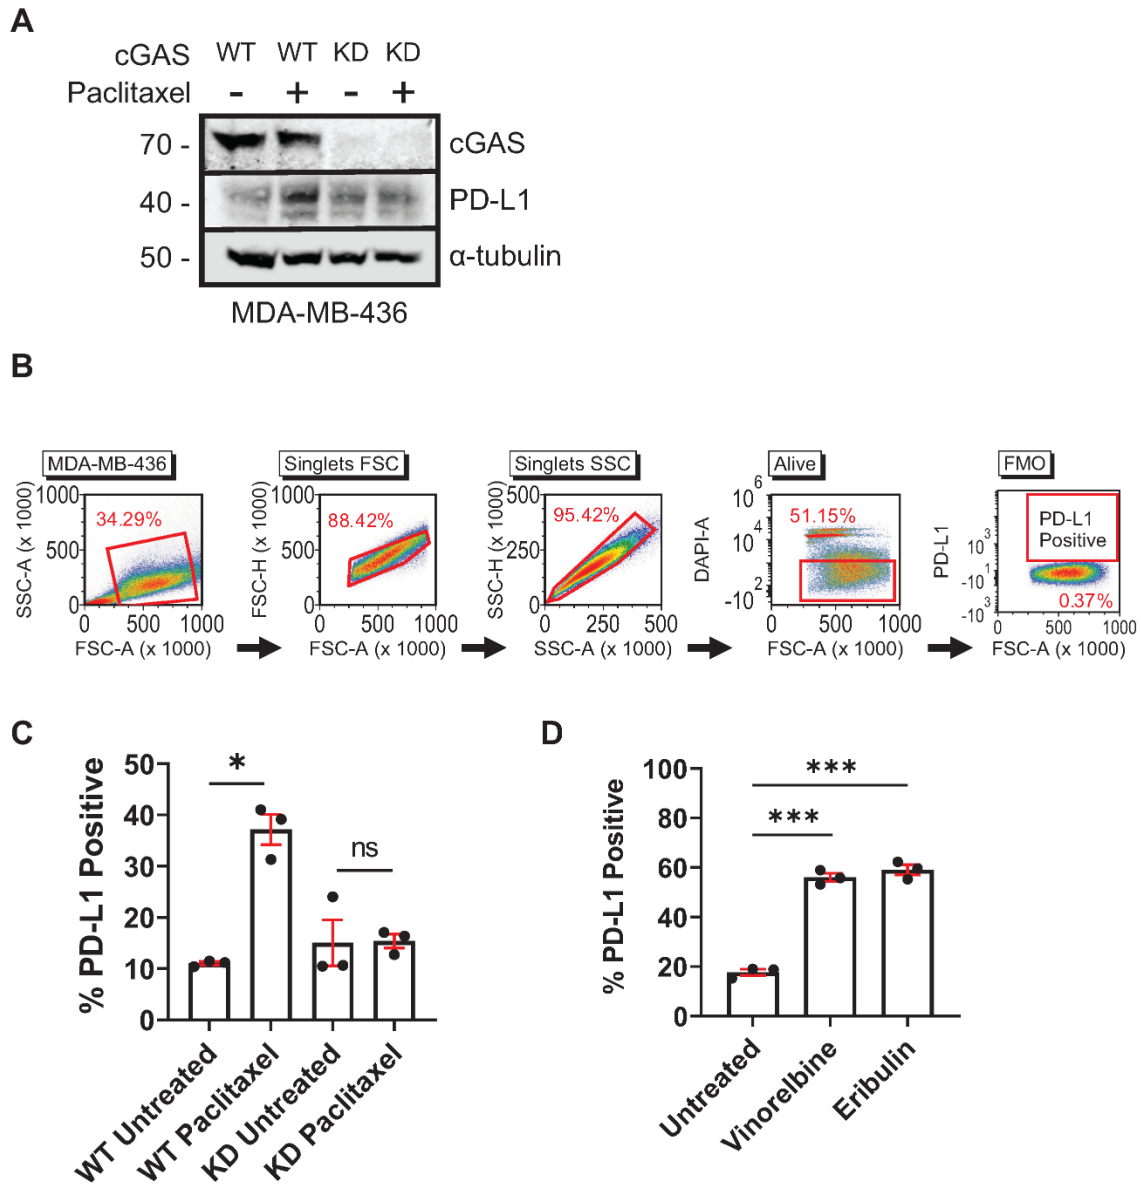 A
cGAS WT WT KD KD
Paclitaxel - + - +
70 - cGAS
40 - PD-L1
50 - α-tubulin
MDA-MB-436
B
MDA-MB-436 Singlets FSC Singlets SSC Alive FMO
SSC-A (x 1000) 1000 500 0 34.29% 0 500 1000 FSC-A (x 1000)
FSC-H (x 1000) 1000 500 0 88.42% 0 500 1000 FSC-A (x 1000)
SSC-H (x 1000) 500 250 0 95.42% 0 250 500 SSC-A (x 1000)
DAPI-A 10^6 10^4 10^2 -10^2 51.15% 0 500 1000 FSC-A (x 1000)
PD-L1 10^3 10^1 -10^1 -10^3 PD-L1 Positive 0.37% 0 500 1000 FSC-A (x 1000)
C
% PD-L1 Positive
50
40
30
20
10
0
* ns
WT Untreated
WT Paclitaxel
KD Untreated
KD Paclitaxel
D
% PD-L1 Positive
100
80
60
40
20
0
***
***
Untreated
Vinorelbine
Eribulin